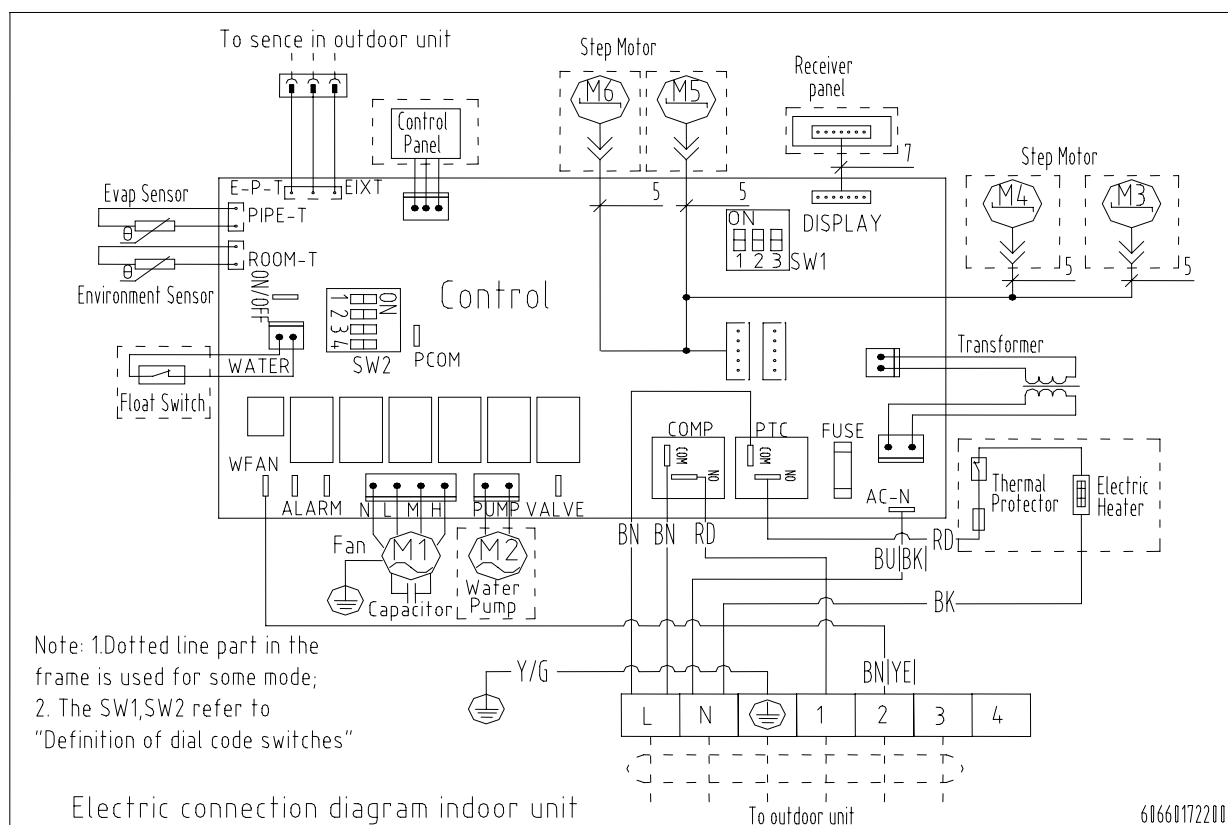 To sence in outdoor unit
Step Motor
M6
M5
Receiver
panel
Control
Panel
7
Step Motor
M4
M3
E-P-T
EIXT
Evap Sensor
PIPE-T
5
5
DISPLAY
ON
1 2 3
SW1
ROOM-T
Environment Sensor
5
5
ON/OFF
Control
ON
1
2
3
4
SW2
PCOM
WATER
Float Switch
Transformer
COMP
PTC
FUSE
COM
NO
COM
NO
WFAN
ALARM
N L M H
PUMP
VALVE
AC-N
Thermal
Protector
Electric
Heater
Fan
M1
M2
BN
BN
RD
BU|BK|
RD
Capacitor
Water
Pump
BK
Note: 1.Dotted line part in the
frame is used for some mode;
2. The SW1,SW2 refer to
"Definition of dial code switches"
Y/G
BN|YE|
L
N
1
2
3
4
Electric connection diagram indoor unit
To outdoor unit
60660172200